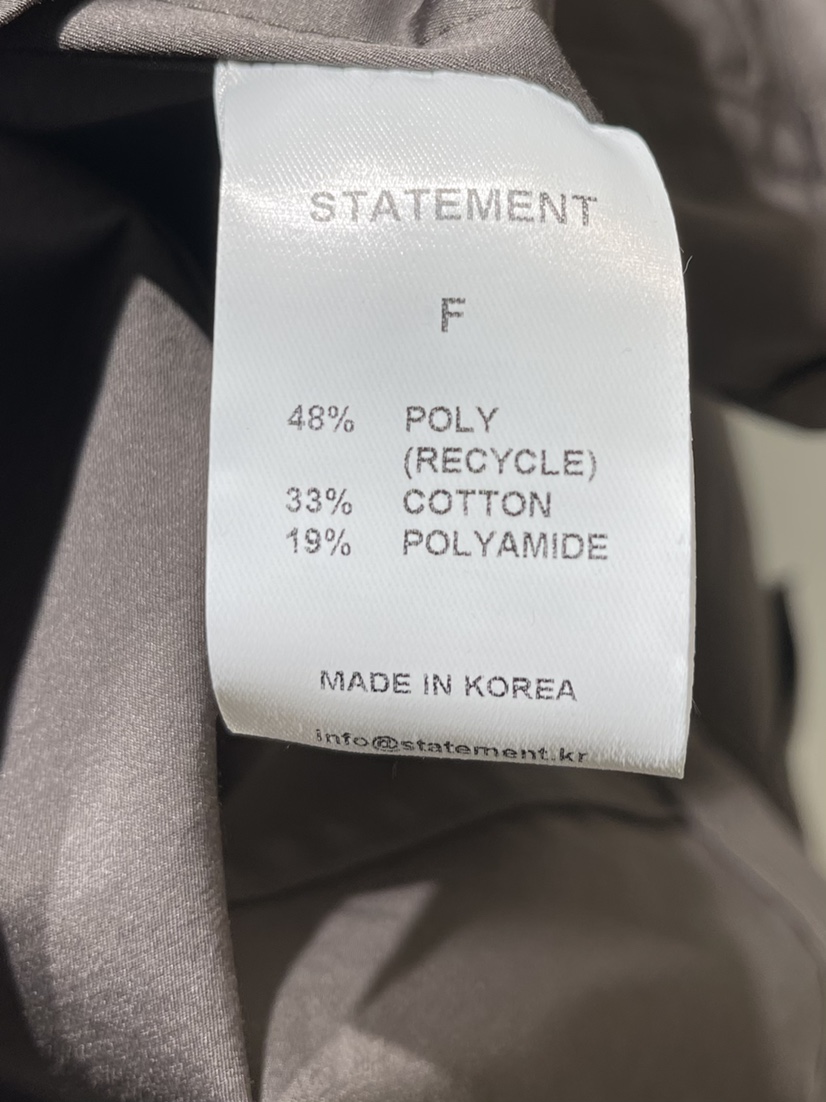 STATEMENT
F
48% POLY
(RECYCLE)
33% COTTON
19% POLYAMIDE
MADE IN KOREA
info@statement.kr